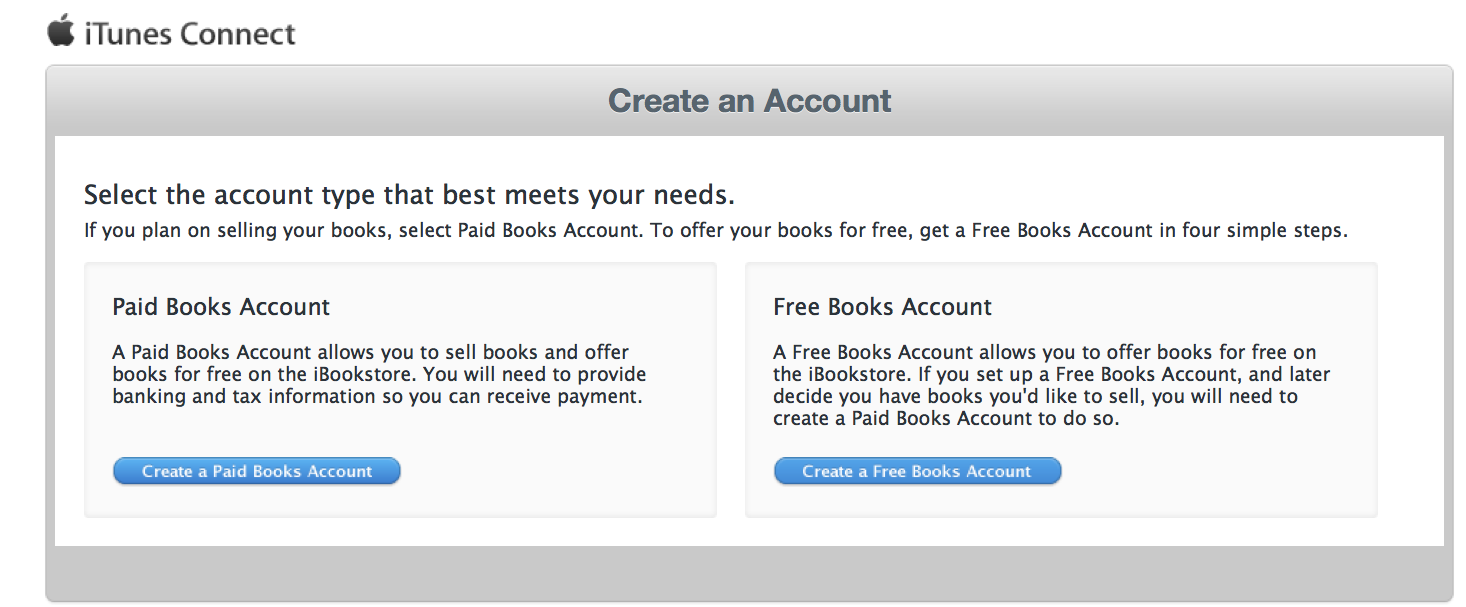 iTunes Connect
Create an Account
Select the account type that best meets your needs.
If you plan on selling your books, select Paid Books Account. To offer your books for free, get a Free Books Account in four simple steps.
Paid Books Account
A Paid Books Account allows you to sell books and offer
books for free on the iBookstore. You will need to provide
banking and tax information so you can receive payment.
Create a Paid Books Account
Free Books Account
A Free Books Account allows you to offer books for free on
the iBookstore. If you set up a Free Books Account, and later
decide you have books you'd like to sell, you will need to
create a Paid Books Account to do so.
Create a Free Books Account